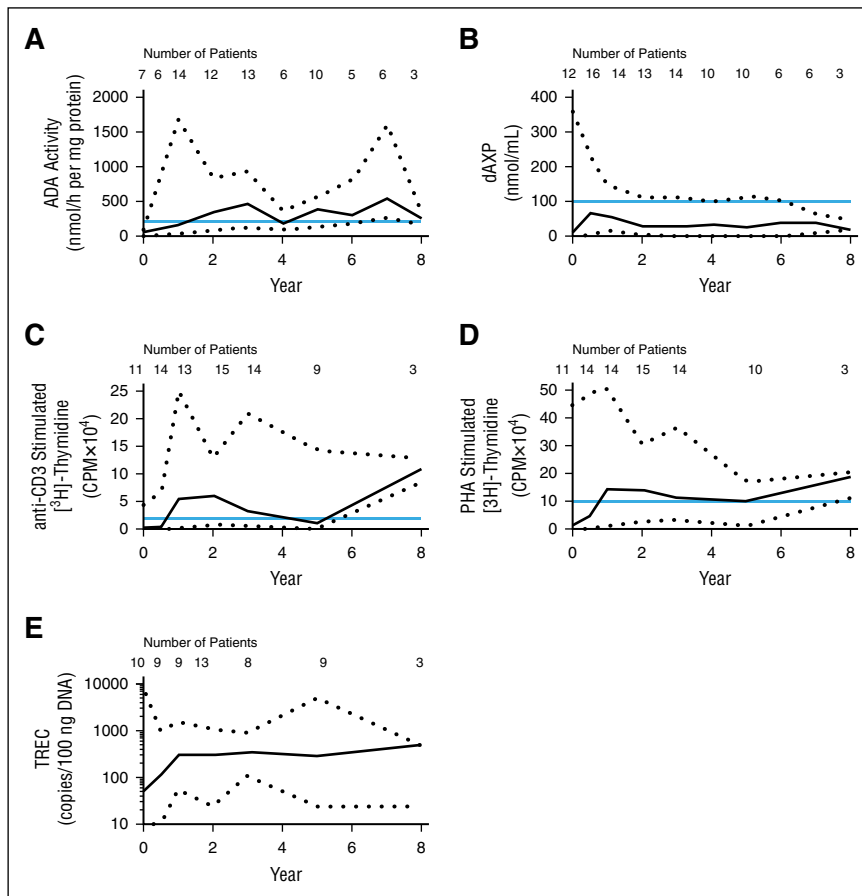 A
Number of Patients
7 6 14 12 13 6 10 5 6 3
2000
1500
1000
500
0
ADA Activity
(nmol/h per mg protein)
0 2 4 6 8
Year
B
Number of Patients
12 16 14 13 14 10 10 6 6 3
400
300
200
100
0
dAXP
(nmol/mL)
0 2 4 6 8
Year
C
Number of Patients
11 14 13 15 14 9 3
25
20
15
10
5
0
anti-CD3 Stimulated
[³H]-Thymidine
(CPM×10⁴)
0 2 4 6 8
Year
D
Number of Patients
11 14 14 15 14 10 3
50
40
30
20
10
0
PHA Stimulated
[3H]-Thymidine
(CPM×10⁴)
0 2 4 6 8
Year
E
Number of Patients
10 9 9 13 8 9 3
10000
1000
100
10
TREC
(copies/100 ng DNA)
0 2 4 6 8
Year